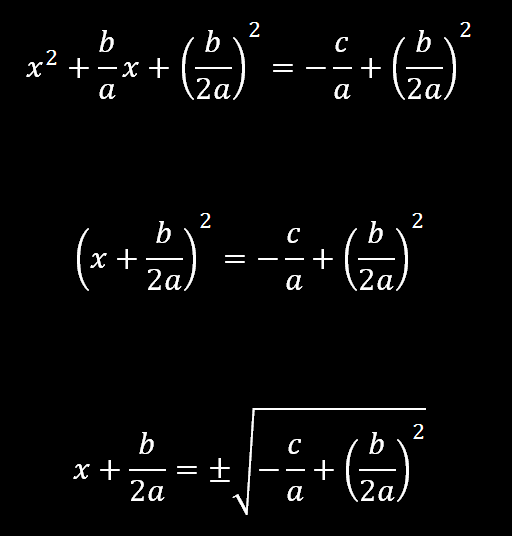 x² + b/a x + (b/2a)² = −c/a + (b/2a)²
(x + b/2a)² = −c/a + (b/2a)²
x + b/2a = ±√(−c/a + (b/2a)²)